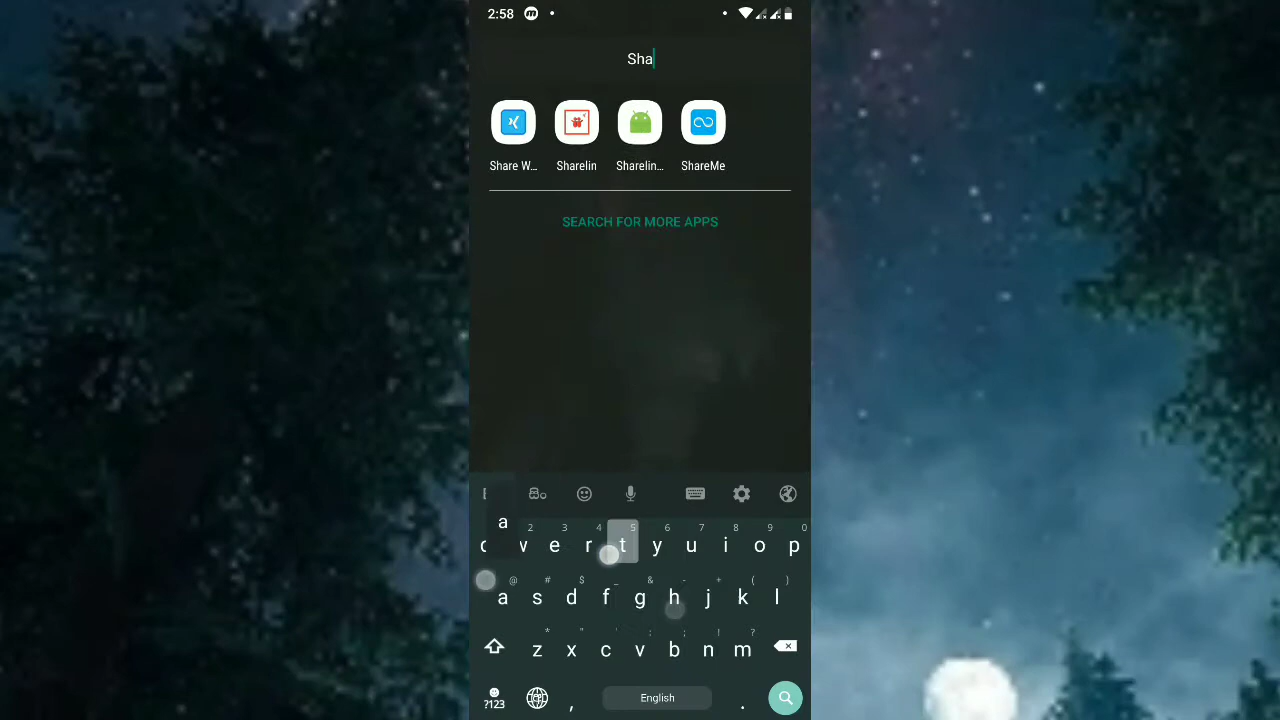 2:58
Sha
Share W... Sharelin Sharelin... ShareMe
SEARCH FOR MORE APPS
a
2 3 4 5 6 7 8 9 0
w e r t y u i o p
@ # $ _ & - + ( )
a s d f g h j k l
* " ' : ; ! ?
z x c v b n m
?123 , English .